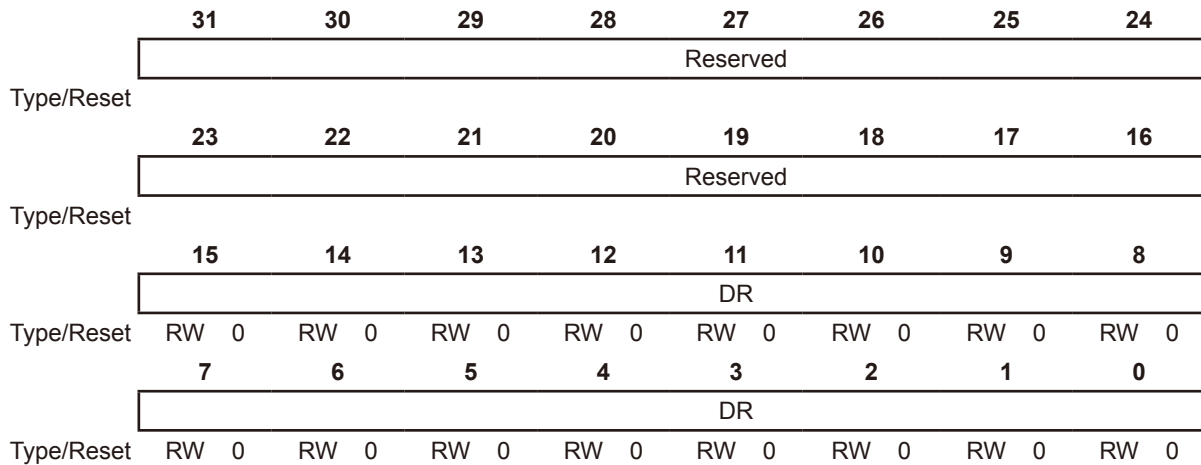 31 30 29 28 27 26 25 24
Reserved
Type/Reset
23 22 21 20 19 18 17 16
Reserved
Type/Reset
15 14 13 12 11 10 9 8
DR
Type/Reset RW 0 RW 0 RW 0 RW 0 RW 0 RW 0 RW 0 RW 0
7 6 5 4 3 2 1 0
DR
Type/Reset RW 0 RW 0 RW 0 RW 0 RW 0 RW 0 RW 0 RW 0